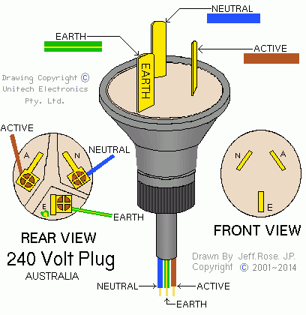 NEUTRAL
EARTH
ACTIVE
EARTH
Drawing Copyright ©
Unitech Electronics
Pty. Ltd.
ACTIVE
NEUTRAL
A
N
E
EARTH
N
A
E
REAR VIEW
240 Volt Plug
AUSTRALIA
FRONT VIEW
Drawn By Jeff.Rose. J.P.
Copyright © 2001~2014
NEUTRAL
ACTIVE
EARTH